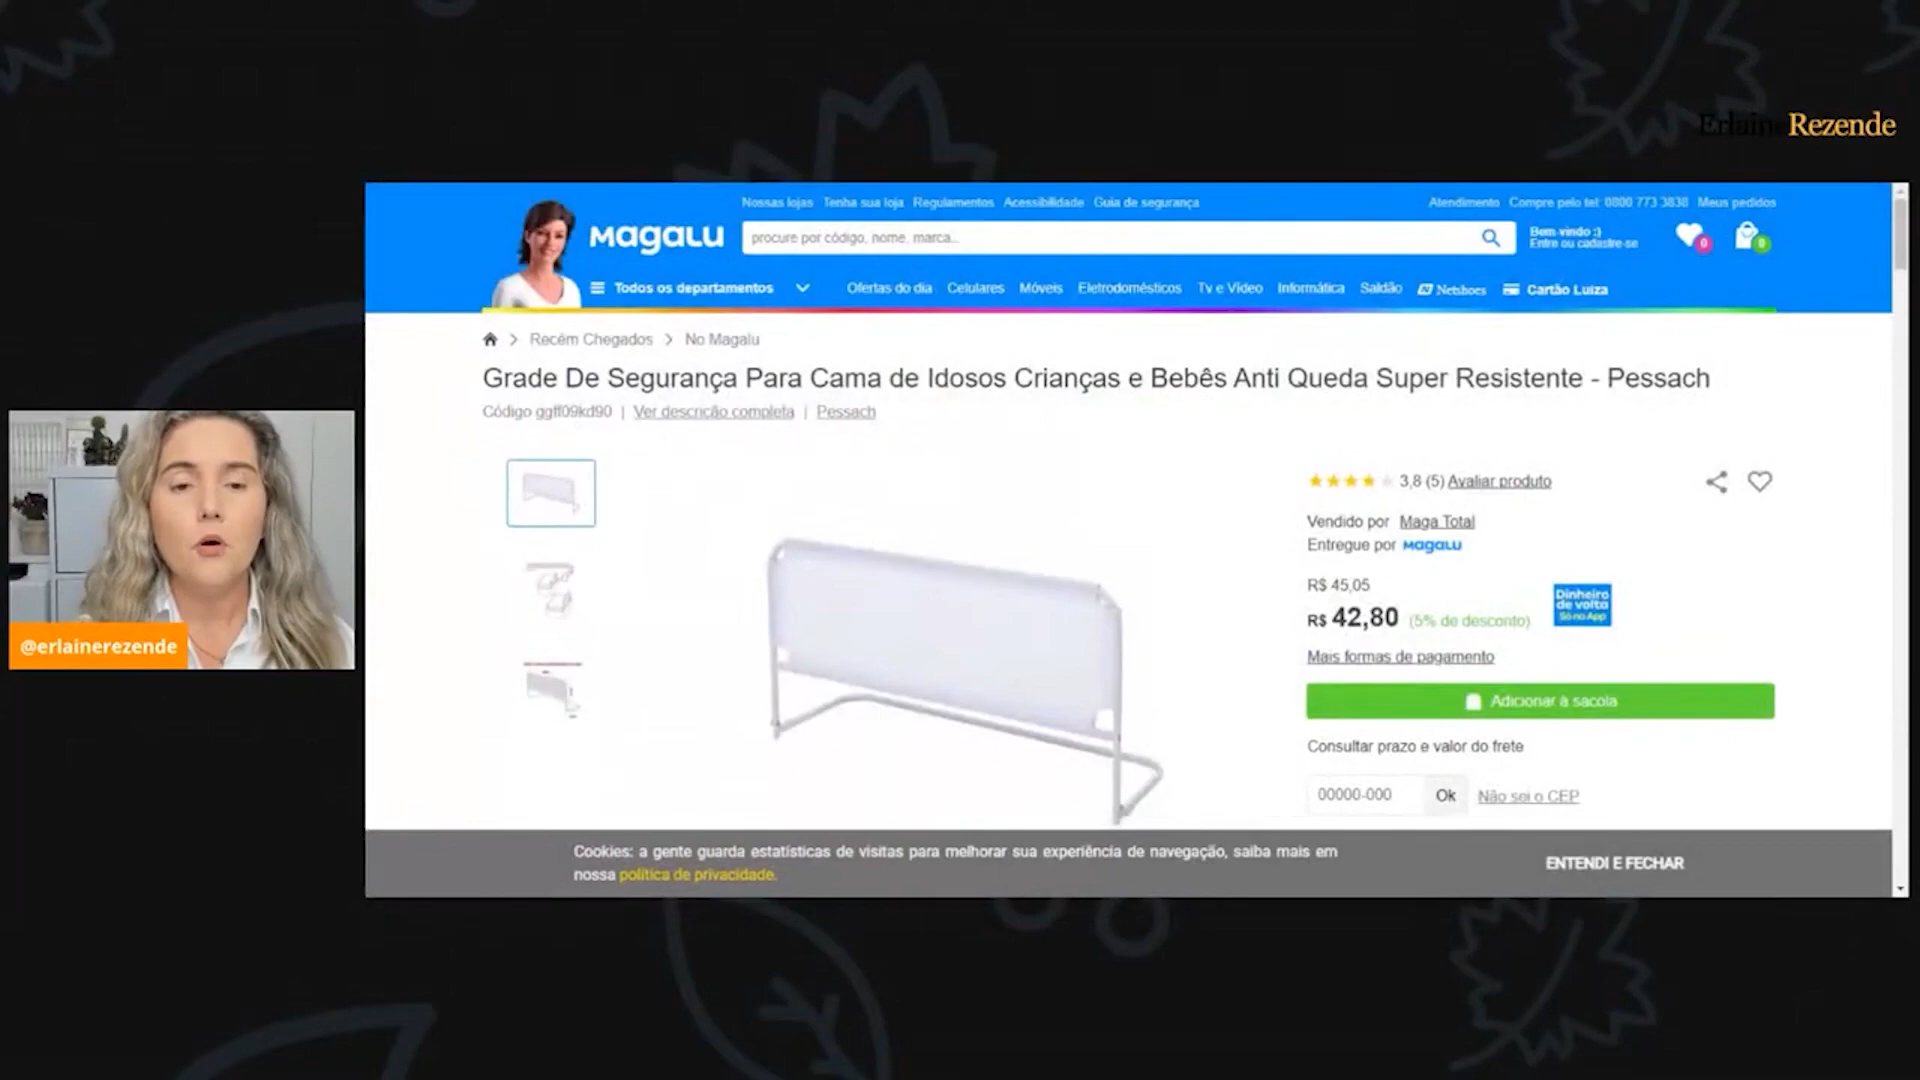 Erlaine Rezende
Nossas lojas Tenha sua loja Regulamentos Acessibilidade Guia de segurança Atendimento Compre pelo tel: 0800 773 3838 Meus pedidos
MagaLu
procure por código, nome, marca...
Bem-vindo :)
Entre ou cadastre-se
0
0
Todos os departamentos Ofertas do dia Celulares Móveis Eletrodomésticos Tv e Vídeo Informática Saldão Netshoes Cartão Luiza
Recém Chegados > No Magalu
Grade De Segurança Para Cama de Idosos Crianças e Bebês Anti Queda Super Resistente - Pessach
Código ggff09kd90 | Ver descrição completa | Pessach
3,8 (5) Avaliar produto
Vendido por Maga Total
Entregue por MagaLu
R$ 45,05
R$ 42,80 (5% de desconto)
Dinheiro
de volta
Só no App
Mais formas de pagamento
Adicionar à sacola
Consultar prazo e valor do frete
00000-000 Ok Não sei o CEP
@erlainerezende
Cookies: a gente guarda estatísticas de visitas para melhorar sua experiência de navegação, saiba mais em
nossa política de privacidade.
ENTENDI E FECHAR